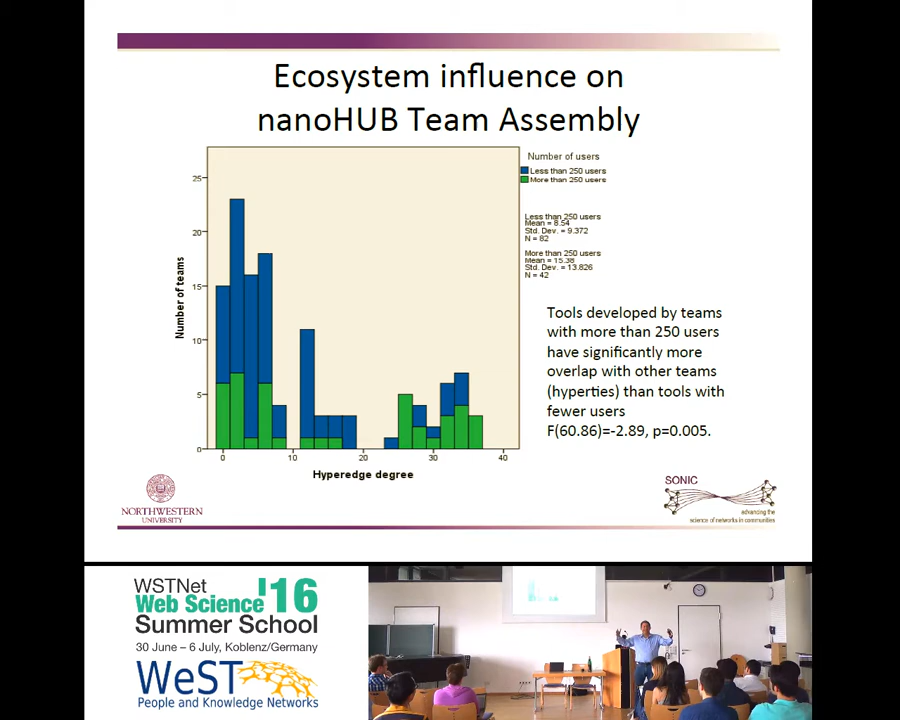 Ecosystem influence on
nanoHUB Team Assembly
Number of users
Less than 250 users
More than 250 users
Less than 250 users
Mean = 8.54
Std. Dev. = 9.372
N = 82
More than 250 users
Mean = 15.38
Std. Dev. = 13.826
N = 42
25
20
15
10
5
0
Number of teams
0
10
20
30
40
Hyperedge degree
Tools developed by teams
with more than 250 users
have significantly more
overlap with other teams
(hyperties) than tools with
fewer users
F(60.86)=-2.89, p=0.005.
NORTHWESTERN
UNIVERSITY
SONIC
advancing the
science of networks in communities
WSTNet
Web Science '16
Summer School
30 June – 6 July, Koblenz/Germany
WeST
People and Knowledge Networks